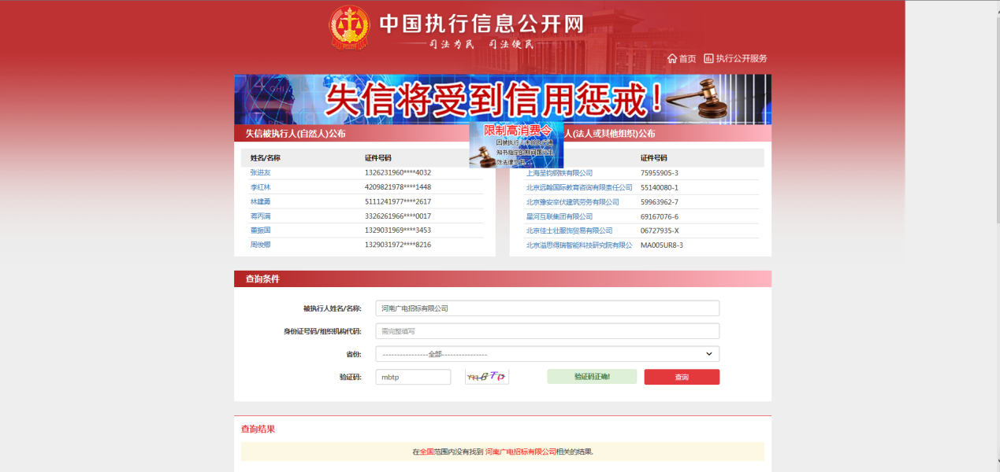 中国执行信息公开网
司法为民 司法便民
首页 执行公开服务
失信将受到信用惩戒!
失信被执行人(自然人)公布
姓名/名称 证件号码
张进友 1326231960****4032
李红林 4209821978****1448
林建勇 5111241977****2617
蒋丙满 3326261966****0017
董振国 1329031969****3453
周俊娜 1329031972****8216
限制高消费令
人(法人或其他组织)公布
证件号码
上海呈钧钢铁有限公司 75955905-3
北京远翰国际教育咨询有限责任公司 55140080-1
北京豫安幸伏建筑劳务有限公司 59963962-7
星河互联集团有限公司 69167076-6
北京佳士壮服饰贸易有限公司 06727935-X
北京溢思得瑞智能科技研究院有限公 MA005UR8-3
查询条件
被执行人姓名/名称: 河南广电招标有限公司
身份证号码/组织机构代码: 需完整填写
省份: ----------------全部----------------
验证码: mbtp mBTp 验证码正确! 查询
查询结果
在全国范围内没有找到 河南广电招标有限公司相关的结果。